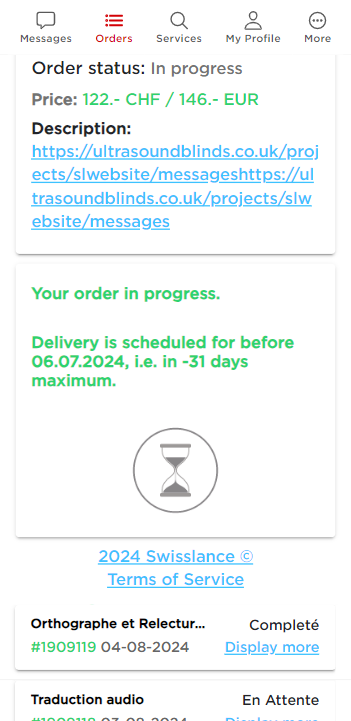 Messages
Orders
Services
My Profile
More
Order status: In progress
Price: 122.- CHF / 146.- EUR
Description:
https://ultrasoundblinds.co.uk/proj
ects/slwebsite/messageshttps://ul
trasoundblinds.co.uk/projects/slw
ebsite/messages
Your order in progress.
Delivery is scheduled for before
06.07.2024, i.e. in -31 days
maximum.
2024 Swisslance ©
Terms of Service
Orthographe et Relectur... Completé
#1909119 04-08-2024 Display more
Traduction audio En Attente